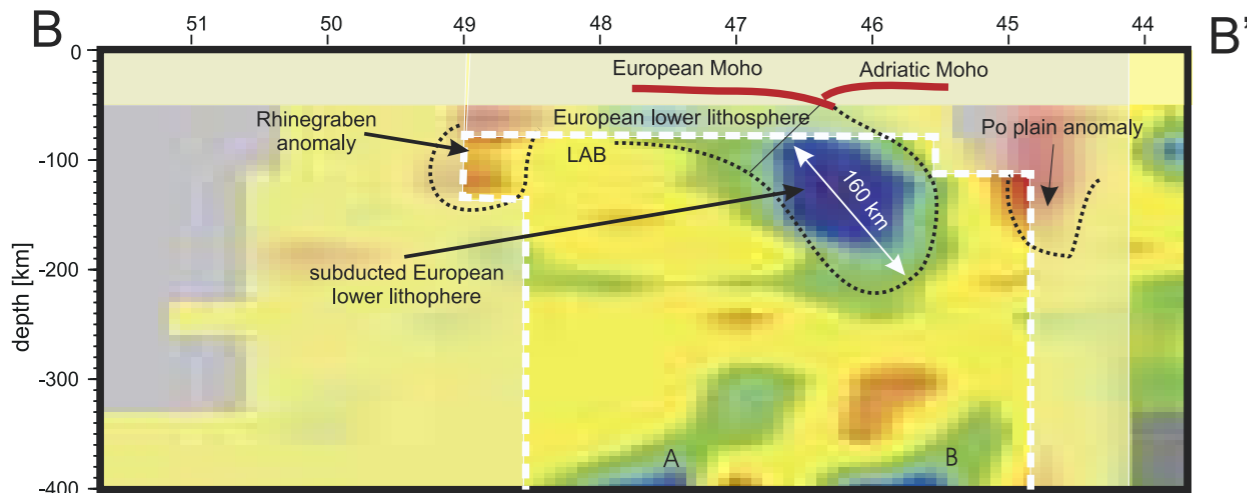 B
51
50
49
48
47
46
45
44
B'
0
-100
-200
-300
-400
depth [km]
European Moho
Adriatic Moho
Rhinegraben
anomaly
European lower lithosphere
Po plain anomaly
LAB
160 km
subducted European
lower lithophere
A
B